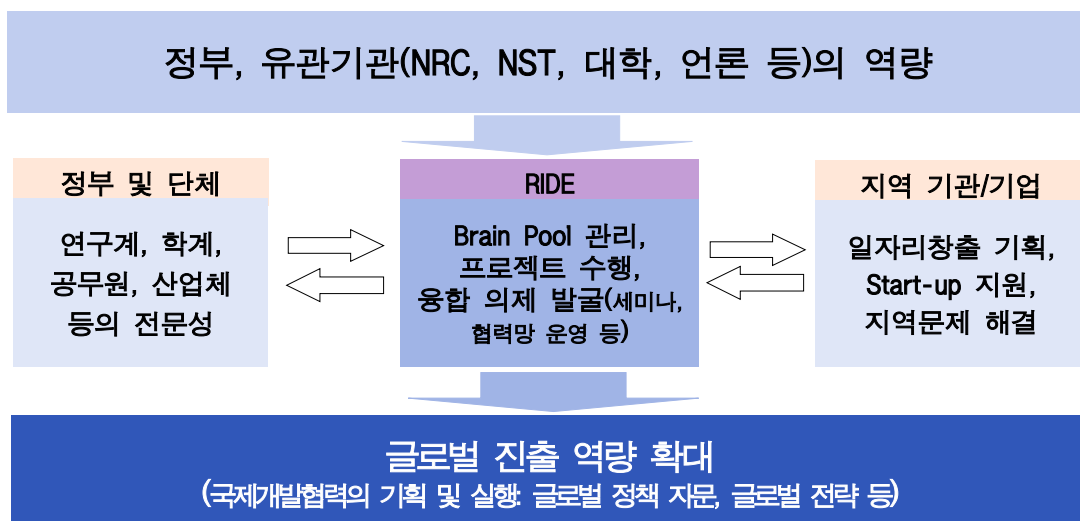 정부, 유관기관(NRC, NST, 대학, 언론 등)의 역량
정부 및 단체
연구계, 학계,
공무원, 산업체
등의 전문성
RIDE
Brain Pool 관리,
프로젝트 수행,
융합 의제 발굴(세미나,
협력망 운영 등)
지역 기관/기업
일자리창출 기획,
Start-up 지원,
지역문제 해결
글로벌 진출 역량 확대
(국제개발협력의 기획 및 실행: 글로벌 정책 자문, 글로벌 전략 등)